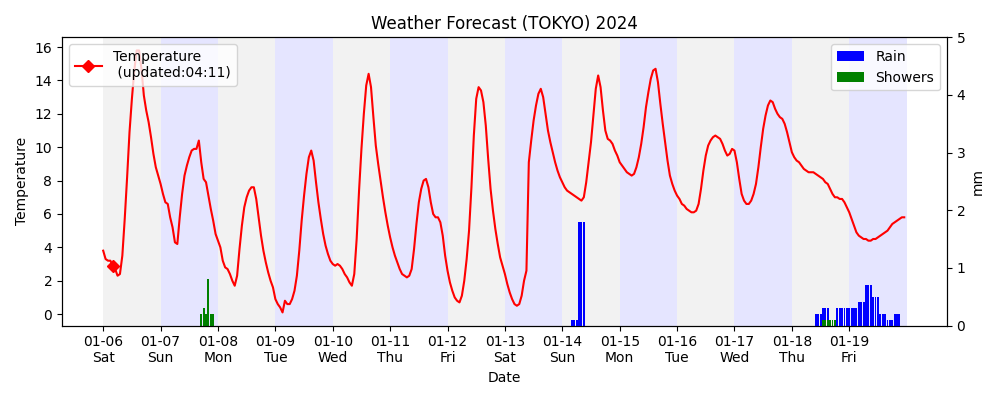 Weather Forecast (TOKYO) 2024
Temperature
(updated:04:11)
Rain
Showers
Temperature
16
14
12
10
8
6
4
2
0
mm
5
4
3
2
1
0
01-06 01-07 01-08 01-09 01-10 01-11 01-12 01-13 01-14 01-15 01-16 01-17 01-18 01-19
Sat Sun Mon Tue Wed Thu Fri Sat Sun Mon Tue Wed Thu Fri
Date